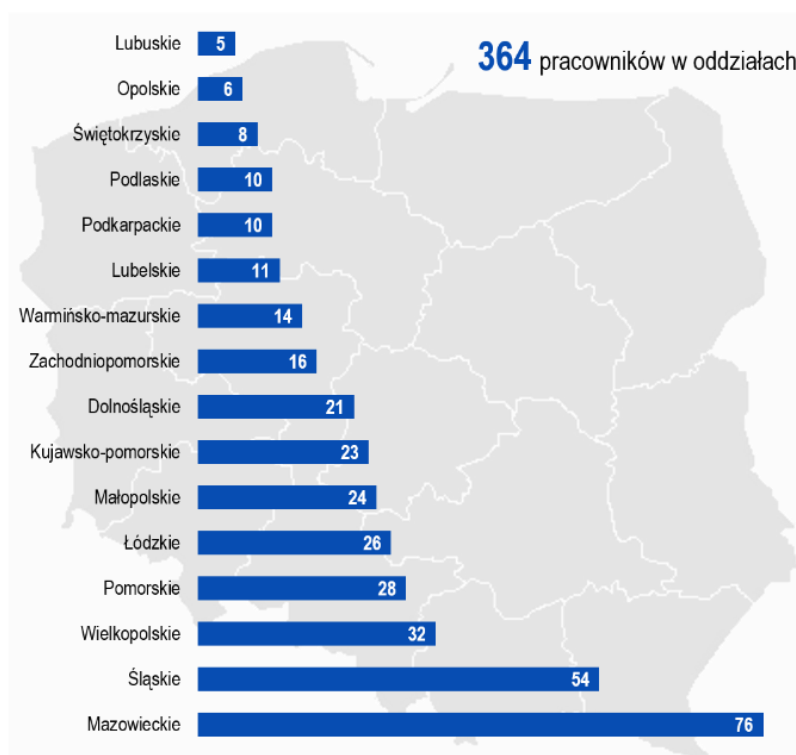 364 pracowników w oddziałach
Lubuskie 5
Opolskie 6
Świętokrzyskie 8
Podlaskie 10
Podkarpackie 10
Lubelskie 11
Warmińsko-mazurskie 14
Zachodniopomorskie 16
Dolnośląskie 21
Kujawsko-pomorskie 23
Małopolskie 24
Łódzkie 26
Pomorskie 28
Wielkopolskie 32
Śląskie 54
Mazowieckie 76